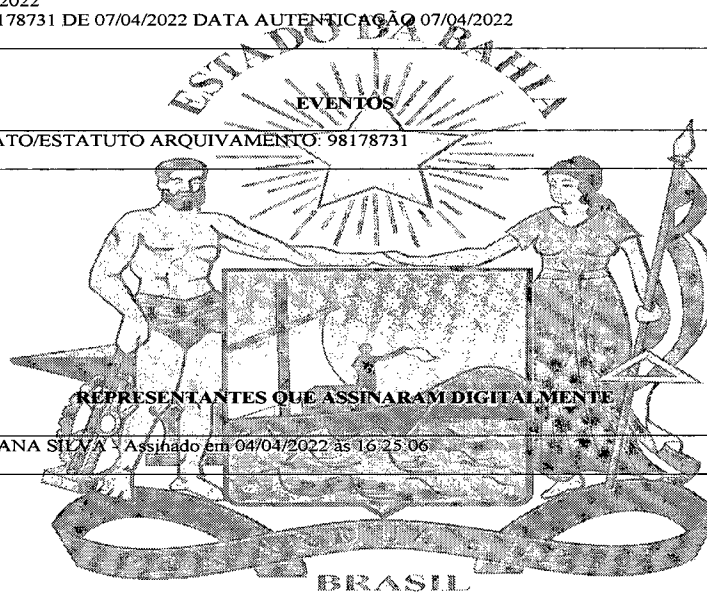 2022
178731 DE 07/04/2022 DATA AUTENTICAÇÃO 07/04/2022
ESTADO DA BAHIA
EVENTOS
ATO/ESTATUTO ARQUIVAMENTO: 98178731
REPRESENTANTES QUE ASSINARAM DIGITALMENTE
ANA SILVA - Assinado em 04/04/2022 às 16:25:06
BRASIL